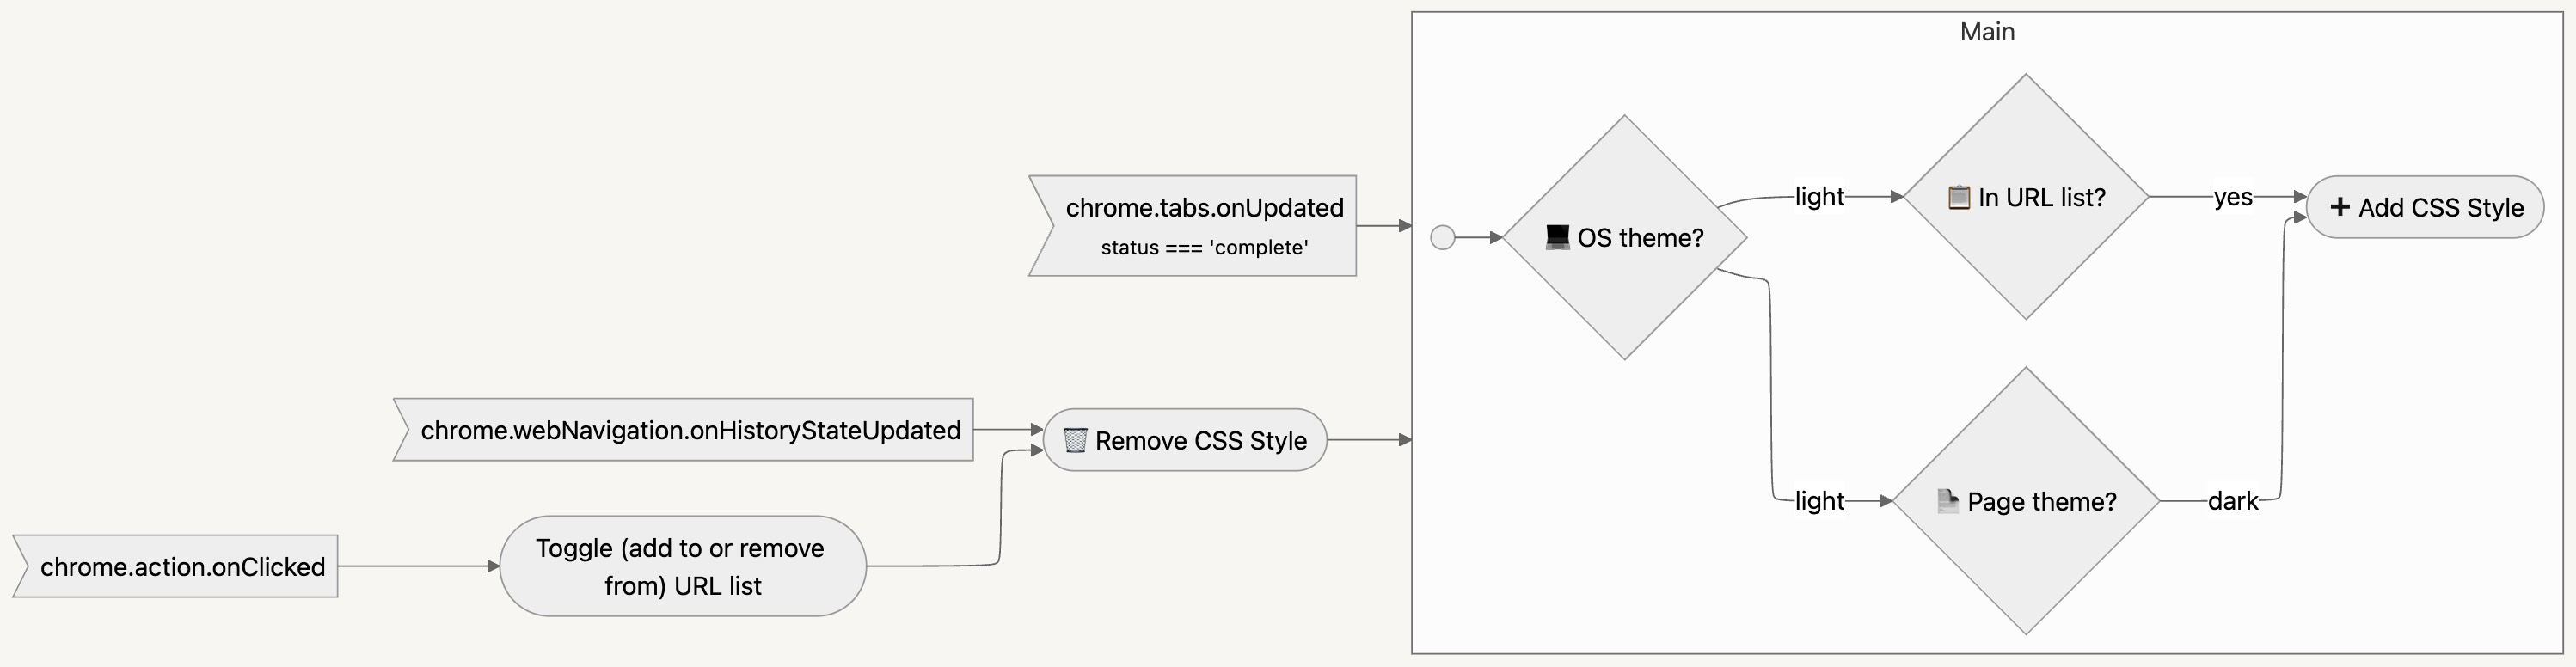 Main
chrome.tabs.onUpdated
status === 'complete'
💻 OS theme?
light
📋 In URL list?
yes
➕ Add CSS Style
chrome.webNavigation.onHistoryStateUpdated
🗑️ Remove CSS Style
light
📄 Page theme?
dark
chrome.action.onClicked
Toggle (add to or remove
from) URL list